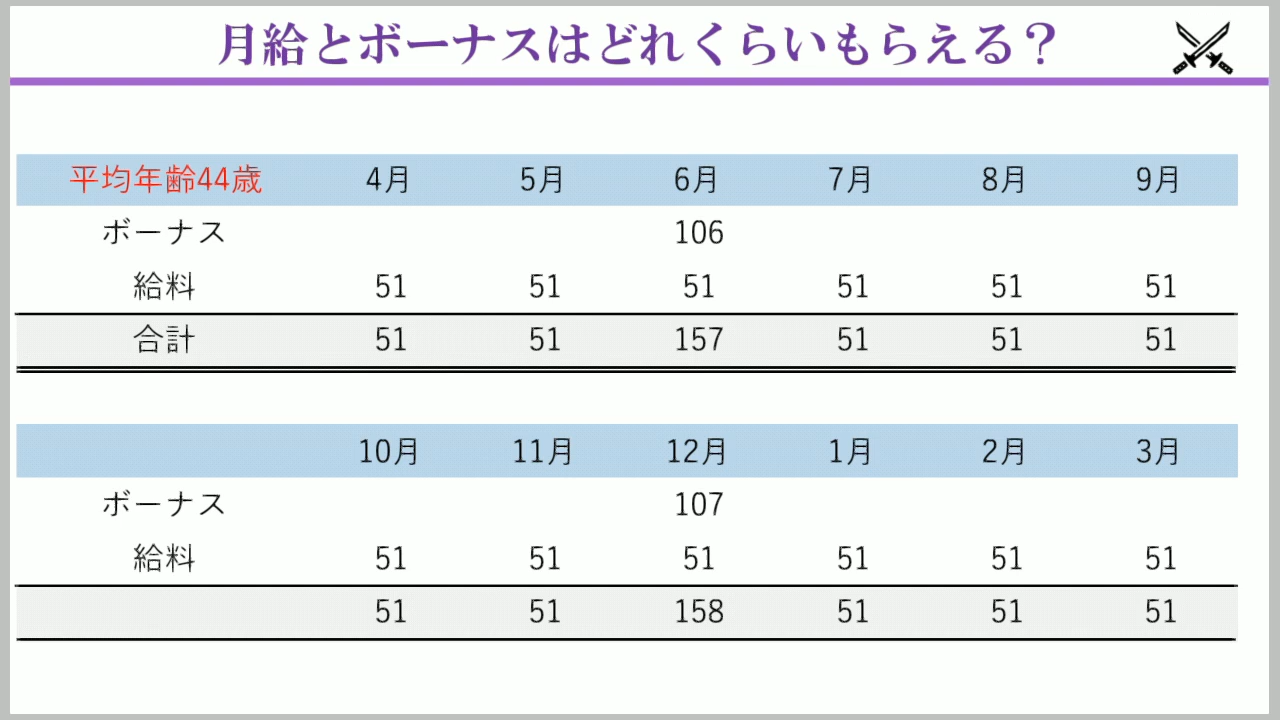 月給とボーナスはどれくらいもらえる？
平均年齢44歳 4月 5月 6月 7月 8月 9月
ボーナス 106
給料 51 51 51 51 51 51
合計 51 51 157 51 51 51
10月 11月 12月 1月 2月 3月
ボーナス 107
給料 51 51 51 51 51 51
51 51 158 51 51 51